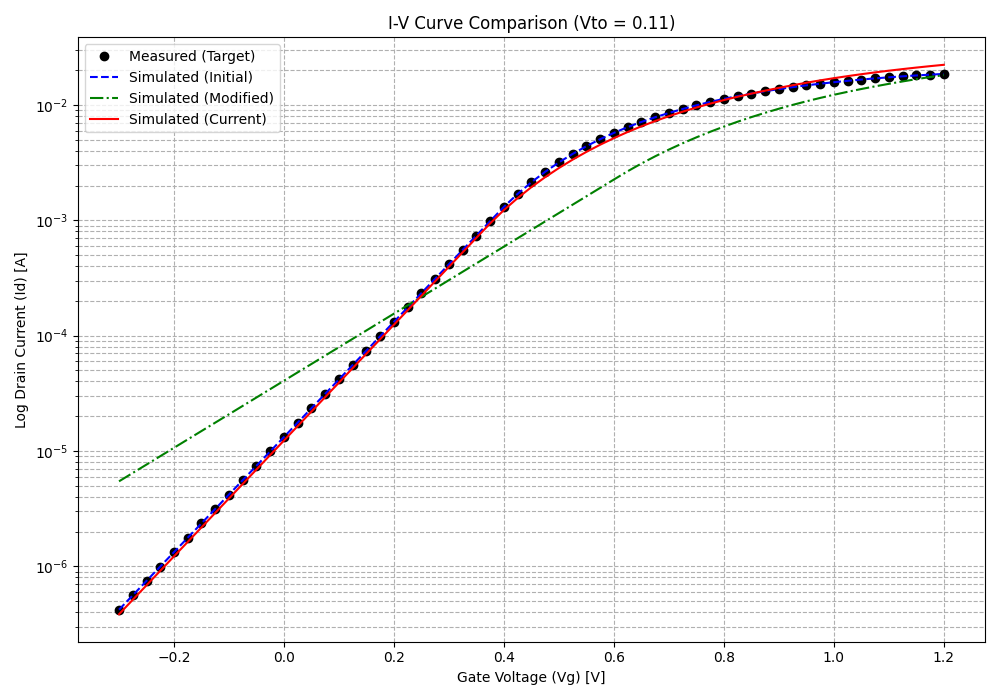 I-V Curve Comparison (Vto = 0.11)
Measured (Target)
Simulated (Initial)
Simulated (Modified)
Simulated (Current)
Log Drain Current (Id) [A]
10⁻²
10⁻³
10⁻⁴
10⁻⁵
10⁻⁶
−0.2 0.0 0.2 0.4 0.6 0.8 1.0 1.2
Gate Voltage (Vg) [V]